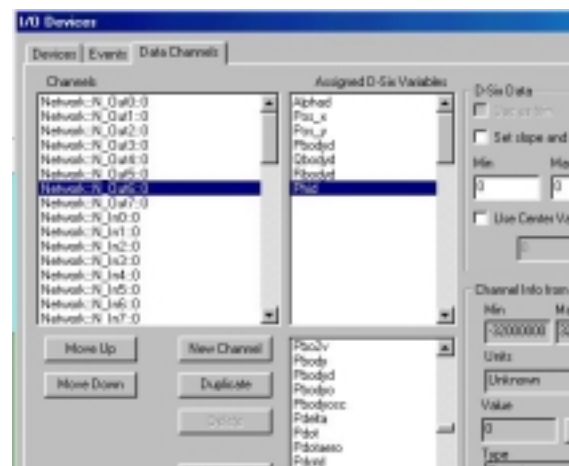 I/O Devices
Devices Events Data Channels
Channels
Network::N_Out0:0
Network::N_Out1:0
Network::N_Out2:0
Network::N_Out3:0
Network::N_Out4:0
Network::N_Out5:0
Network::N_Out6:0
Network::N_Out7:0
Network::N_In0:0
Network::N_In1:0
Network::N_In2:0
Network::N_In3:0
Network::N_In4:0
Network::N_In5:0
Network::N_In6:0
Network::N_In7:0
Move Up
New Channel
Move Down
Duplicate
Delete
Assigned D-Six Variables
Alphad
Pos_x
Pos_y
Pbodyd
Qbodyd
Rbodyd
Phid
Pbody
Pbodyd
Pbodyo
Pbodyosc
Pdelta
Pdot
Pdotaero
D-Six Data
Set slope and
Min
0
0
Use Center Va
0
Channel Info from
Min
-32000000
Units
Unknown
Value
0
Type